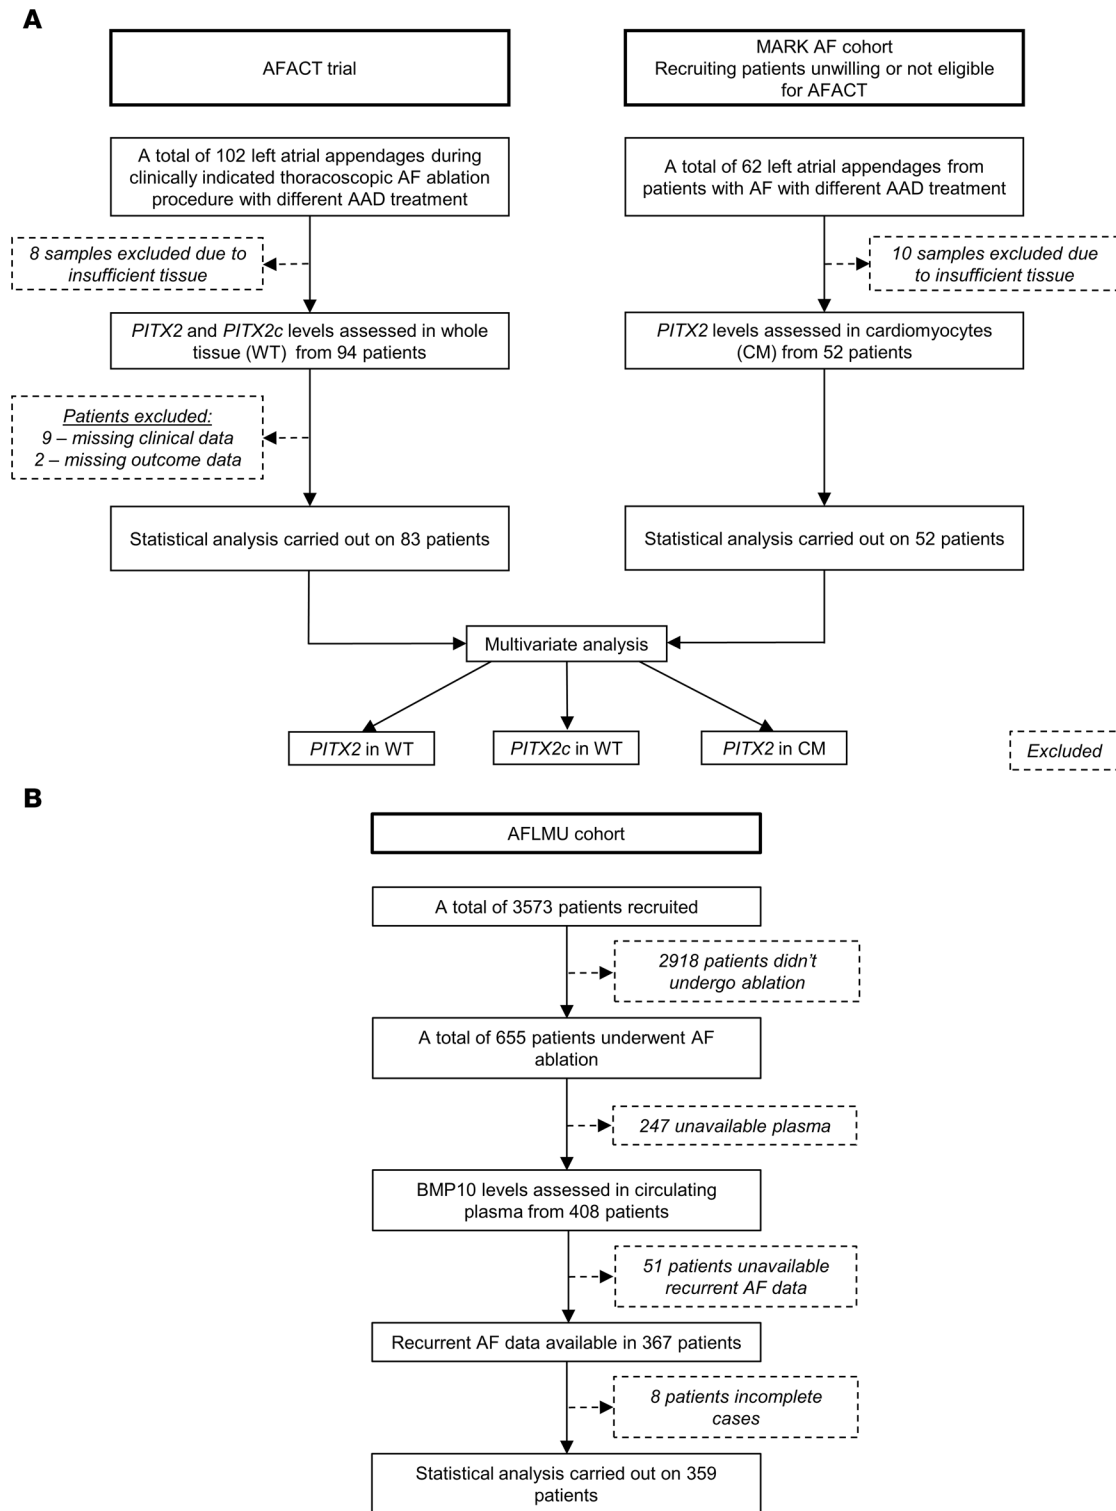 A
AFACT trial
MARK AF cohort
Recruiting patients unwilling or not eligible
for AFACT
A total of 102 left atrial appendages during
clinically indicated thoracoscopic AF ablation
procedure with different AAD treatment
A total of 62 left atrial appendages from
patients with AF with different AAD treatment
8 samples excluded due to
insufficient tissue
10 samples excluded due
to insufficient tissue
PITX2 and PITX2c levels assessed in whole
tissue (WT) from 94 patients
PITX2 levels assessed in cardiomyocytes
(CM) from 52 patients
Patients excluded:
9 – missing clinical data
2 – missing outcome data
Statistical analysis carried out on 83 patients
Statistical analysis carried out on 52 patients
Multivariate analysis
PITX2 in WT
PITX2c in WT
PITX2 in CM
Excluded
B
AFLMU cohort
A total of 3573 patients recruited
2918 patients didn’t
undergo ablation
A total of 655 patients underwent AF
ablation
247 unavailable plasma
BMP10 levels assessed in circulating
plasma from 408 patients
51 patients unavailable
recurrent AF data
Recurrent AF data available in 367 patients
8 patients incomplete
cases
Statistical analysis carried out on 359
patients